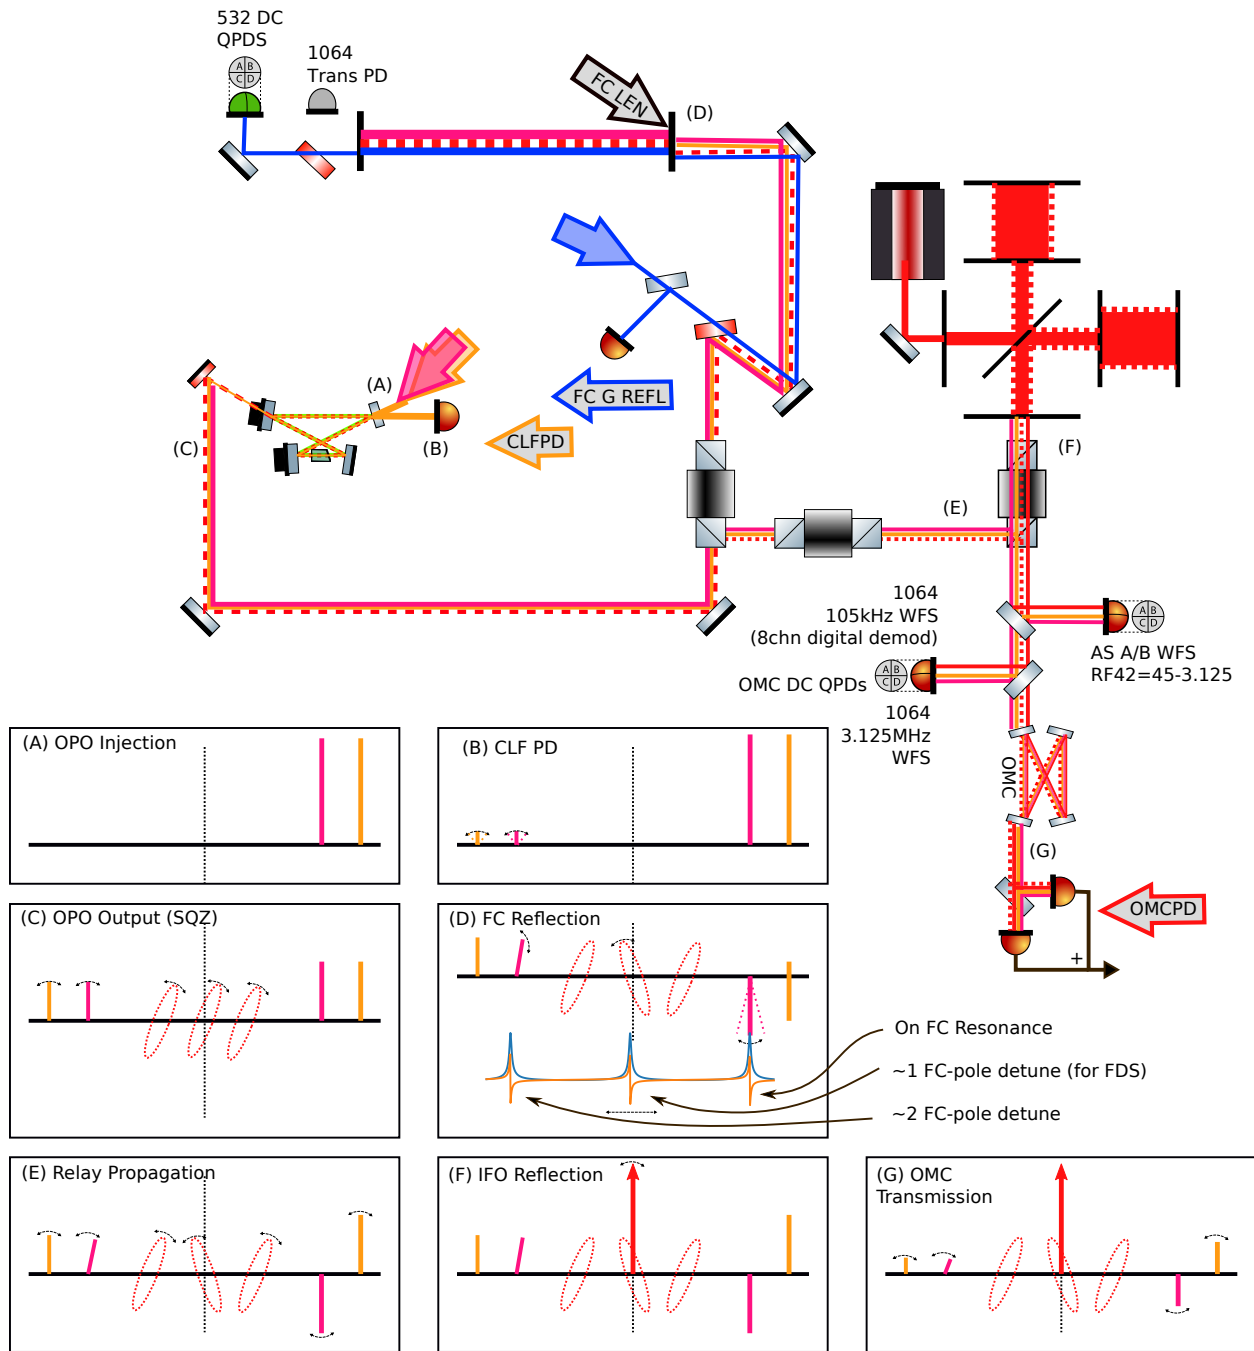 532 DC
QPDS
A B
C D
1064
Trans PD
FC LEN
(D)
(A)
(B)
(C)
FC G REFL
CLFPD
(E)
(F)
1064
105kHz WFS
(8chn digital demod)
A B
C D
AS A/B WFS
RF42=45-3.125
OMC DC QPDs
A B
C D
1064
3.125MHz
WFS
OMC
(G)
OMCPD
+
(A) OPO Injection
(B) CLF PD
(C) OPO Output (SQZ)
(D) FC Reflection
On FC Resonance
~1 FC-pole detune (for FDS)
~2 FC-pole detune
(E) Relay Propagation
(F) IFO Reflection
(G) OMC
Transmission